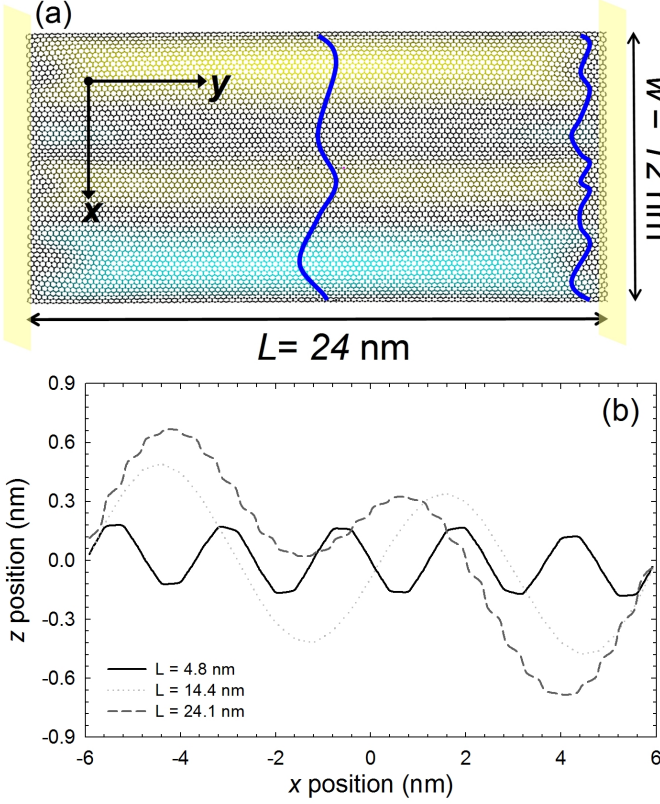 (a)
y
x
w = 12 nm
L= 24 nm
(b)
0.9
0.6
0.3
0.0
-0.3
-0.6
-0.9
z position (nm)
L = 4.8 nm
L = 14.4 nm
L = 24.1 nm
-6 -4 -2 0 2 4 6
x position (nm)